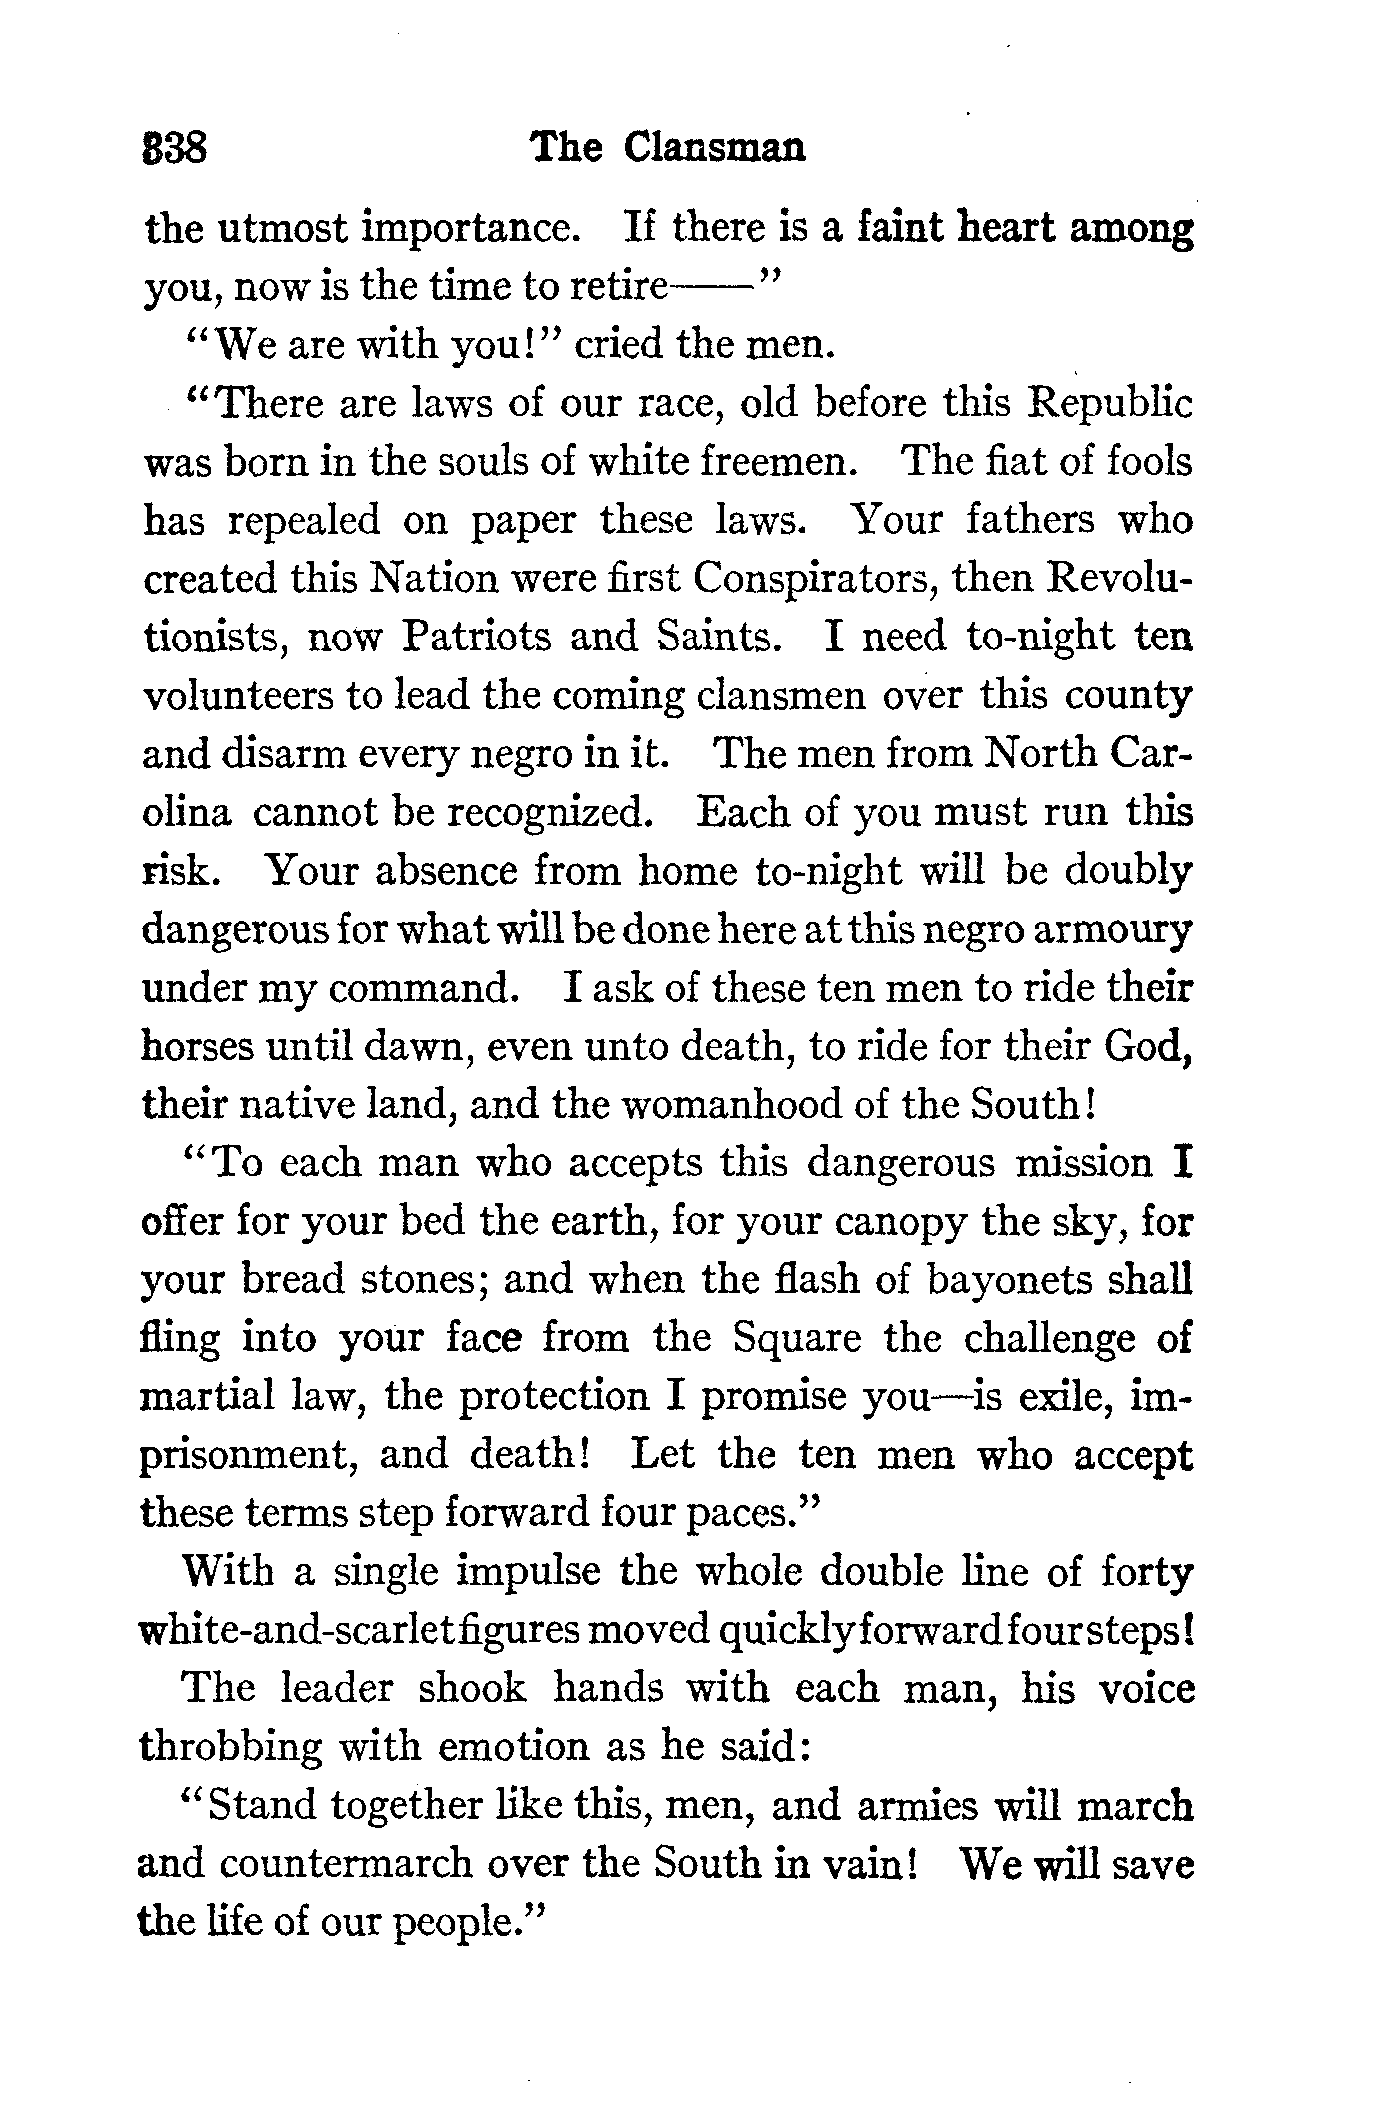 338 The Clansman
the utmost importance. If there is a faint heart among
you, now is the time to retire——"
"We are with you!" cried the men.
"There are laws of our race, old before this Republic
was born in the souls of white freemen. The fiat of fools
has repealed on paper these laws. Your fathers who
created this Nation were first Conspirators, then Revolu-
tionists, now Patriots and Saints. I need to-night ten
volunteers to lead the coming clansmen over this county
and disarm every negro in it. The men from North Car-
olina cannot be recognized. Each of you must run this
risk. Your absence from home to-night will be doubly
dangerous for what will be done here at this negro armoury
under my command. I ask of these ten men to ride their
horses until dawn, even unto death, to ride for their God,
their native land, and the womanhood of the South!
"To each man who accepts this dangerous mission I
offer for your bed the earth, for your canopy the sky, for
your bread stones; and when the flash of bayonets shall
fling into your face from the Square the challenge of
martial law, the protection I promise you—is exile, im-
prisonment, and death! Let the ten men who accept
these terms step forward four paces."
With a single impulse the whole double line of forty
white-and-scarlet figures moved quickly forward four steps!
The leader shook hands with each man, his voice
throbbing with emotion as he said:
"Stand together like this, men, and armies will march
and countermarch over the South in vain! We will save
the life of our people."